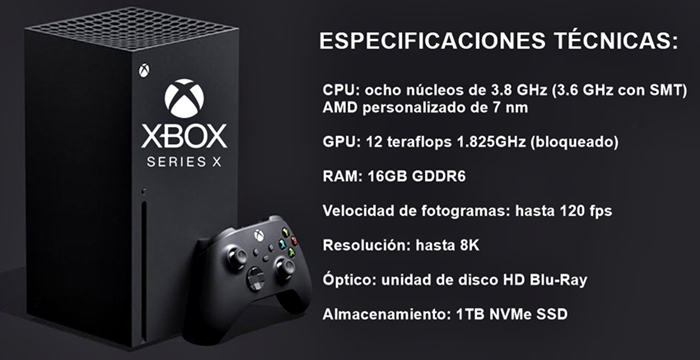 XBOX
SERIES X
ESPECIFICACIONES TÉCNICAS:
CPU: ocho núcleos de 3.8 GHz (3.6 GHz con SMT)
AMD personalizado de 7 nm
GPU: 12 teraflops 1.825GHz (bloqueado)
RAM: 16GB GDDR6
Velocidad de fotogramas: hasta 120 fps
Resolución: hasta 8K
Óptico: unidad de disco HD Blu-Ray
Almacenamiento: 1TB NVMe SSD